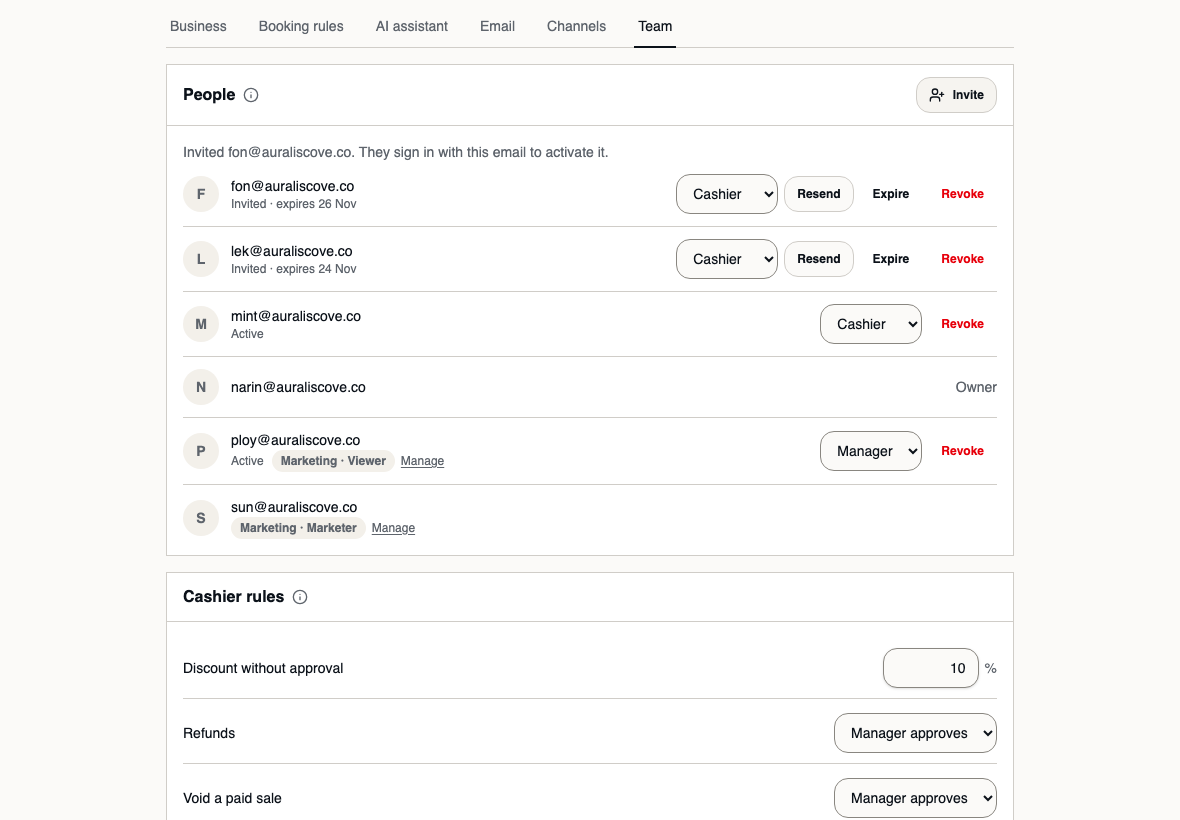 Business Booking rules AI assistant Email Channels Team
People Invite
Invited fon@auraliscove.co. They sign in with this email to activate it.
F fon@auraliscove.co Cashier Resend Expire Revoke
Invited · expires 26 Nov
L lek@auraliscove.co Cashier Resend Expire Revoke
Invited · expires 24 Nov
M mint@auraliscove.co Cashier Revoke
Active
N narin@auraliscove.co Owner
P ploy@auraliscove.co Manager Revoke
Active Marketing · Viewer Manage
S sun@auraliscove.co
Marketing · Marketer Manage
Cashier rules
Discount without approval 10 %
Refunds Manager approves
Void a paid sale Manager approves